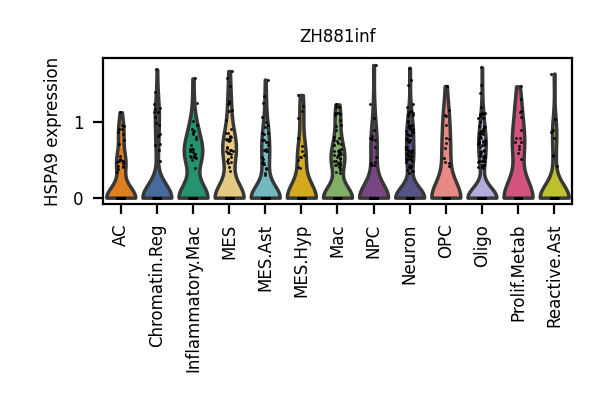 ZH881inf
HSPA9 expression
1
0
AC
Chromatin.Reg
Inflammatory.Mac
MES
MES.Ast
MES.Hyp
Mac
NPC
Neuron
OPC
Oligo
Prolif.Metab
Reactive.Ast